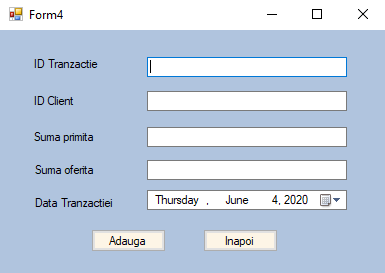 Form4
ID Tranzactie
ID Client
Suma primita
Suma oferita
Data Tranzactiei Thursday , June 4, 2020
Adauga Inapoi